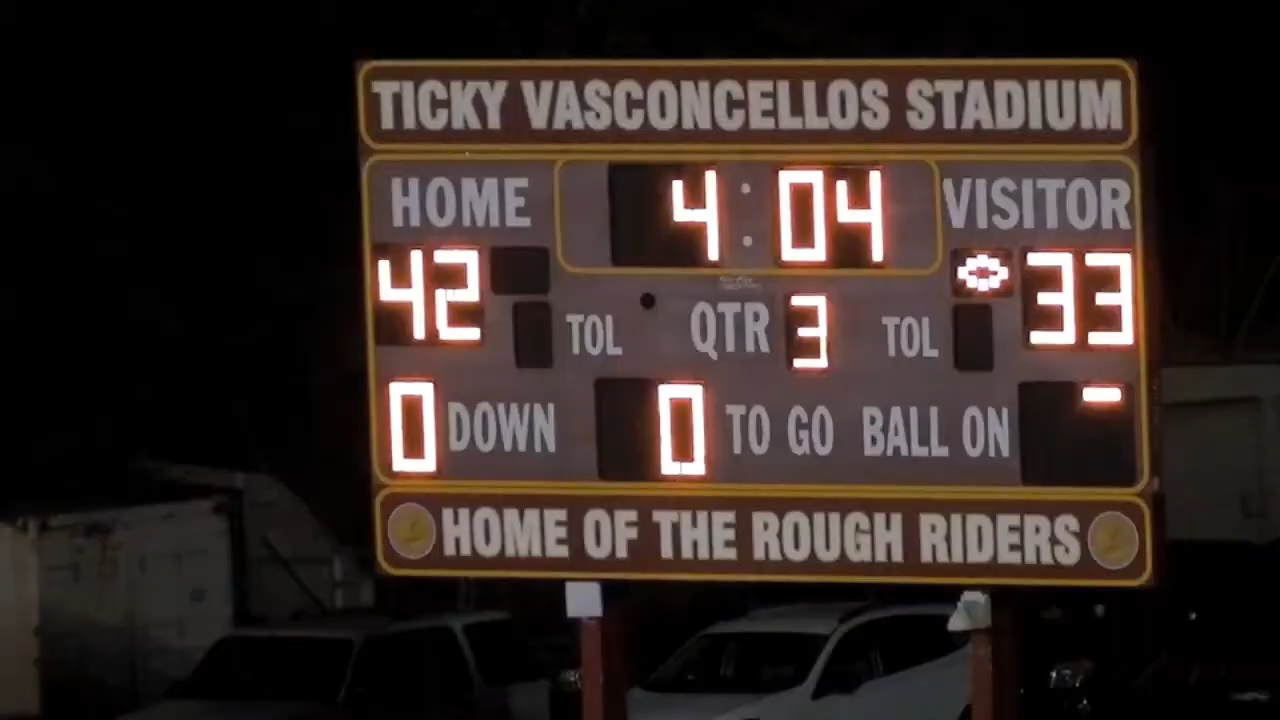 TICKY VASCONCELLOS STADIUM
HOME 4:04 VISITOR
42 33
TOL QTR 3 TOL
0 DOWN 0 TO GO BALL ON
HOME OF THE ROUGH RIDERS